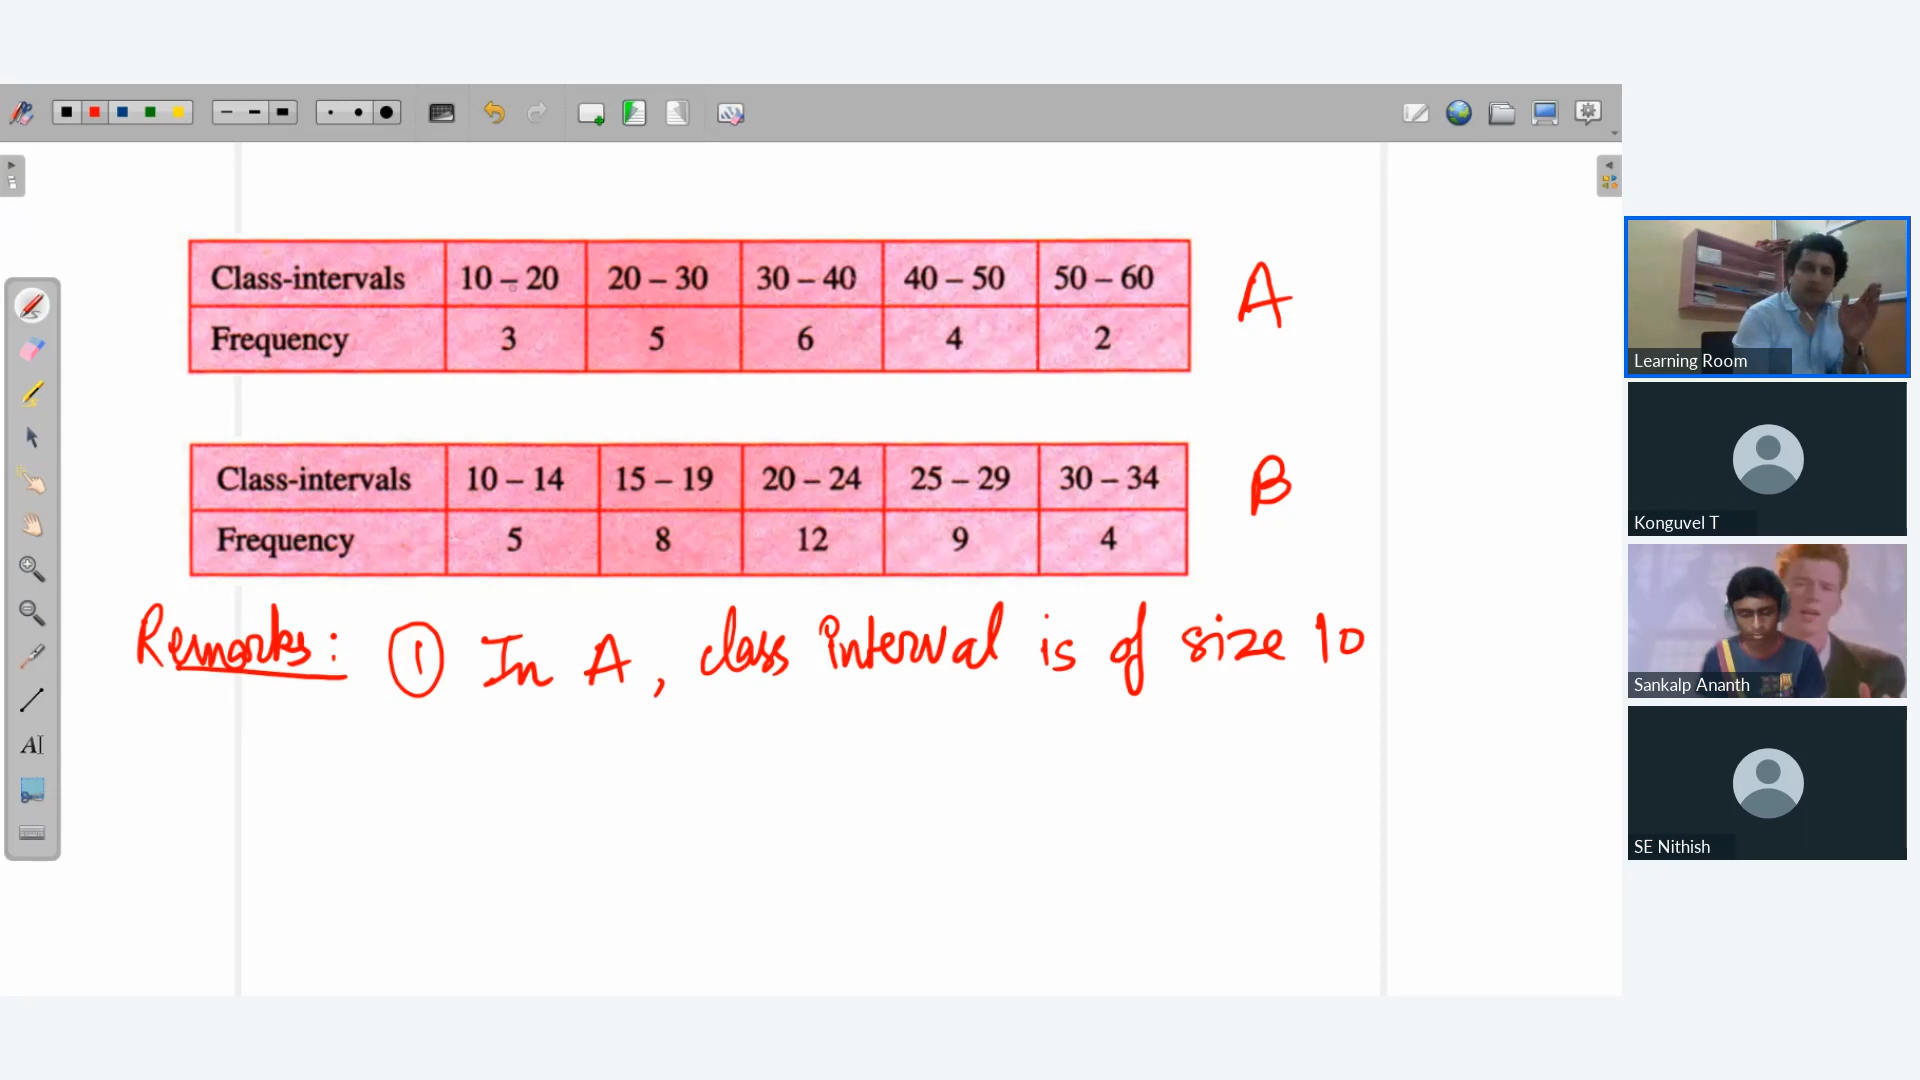 Class-intervals 10 – 20 20 – 30 30 – 40 40 – 50 50 – 60
Frequency 3 5 6 4 2
A
Class-intervals 10 – 14 15 – 19 20 – 24 25 – 29 30 – 34
Frequency 5 8 12 9 4
B
Remarks: ① In A, class interval is of size 10
AI
Learning Room
Konguvel T
Sankalp Ananth
SE Nithish